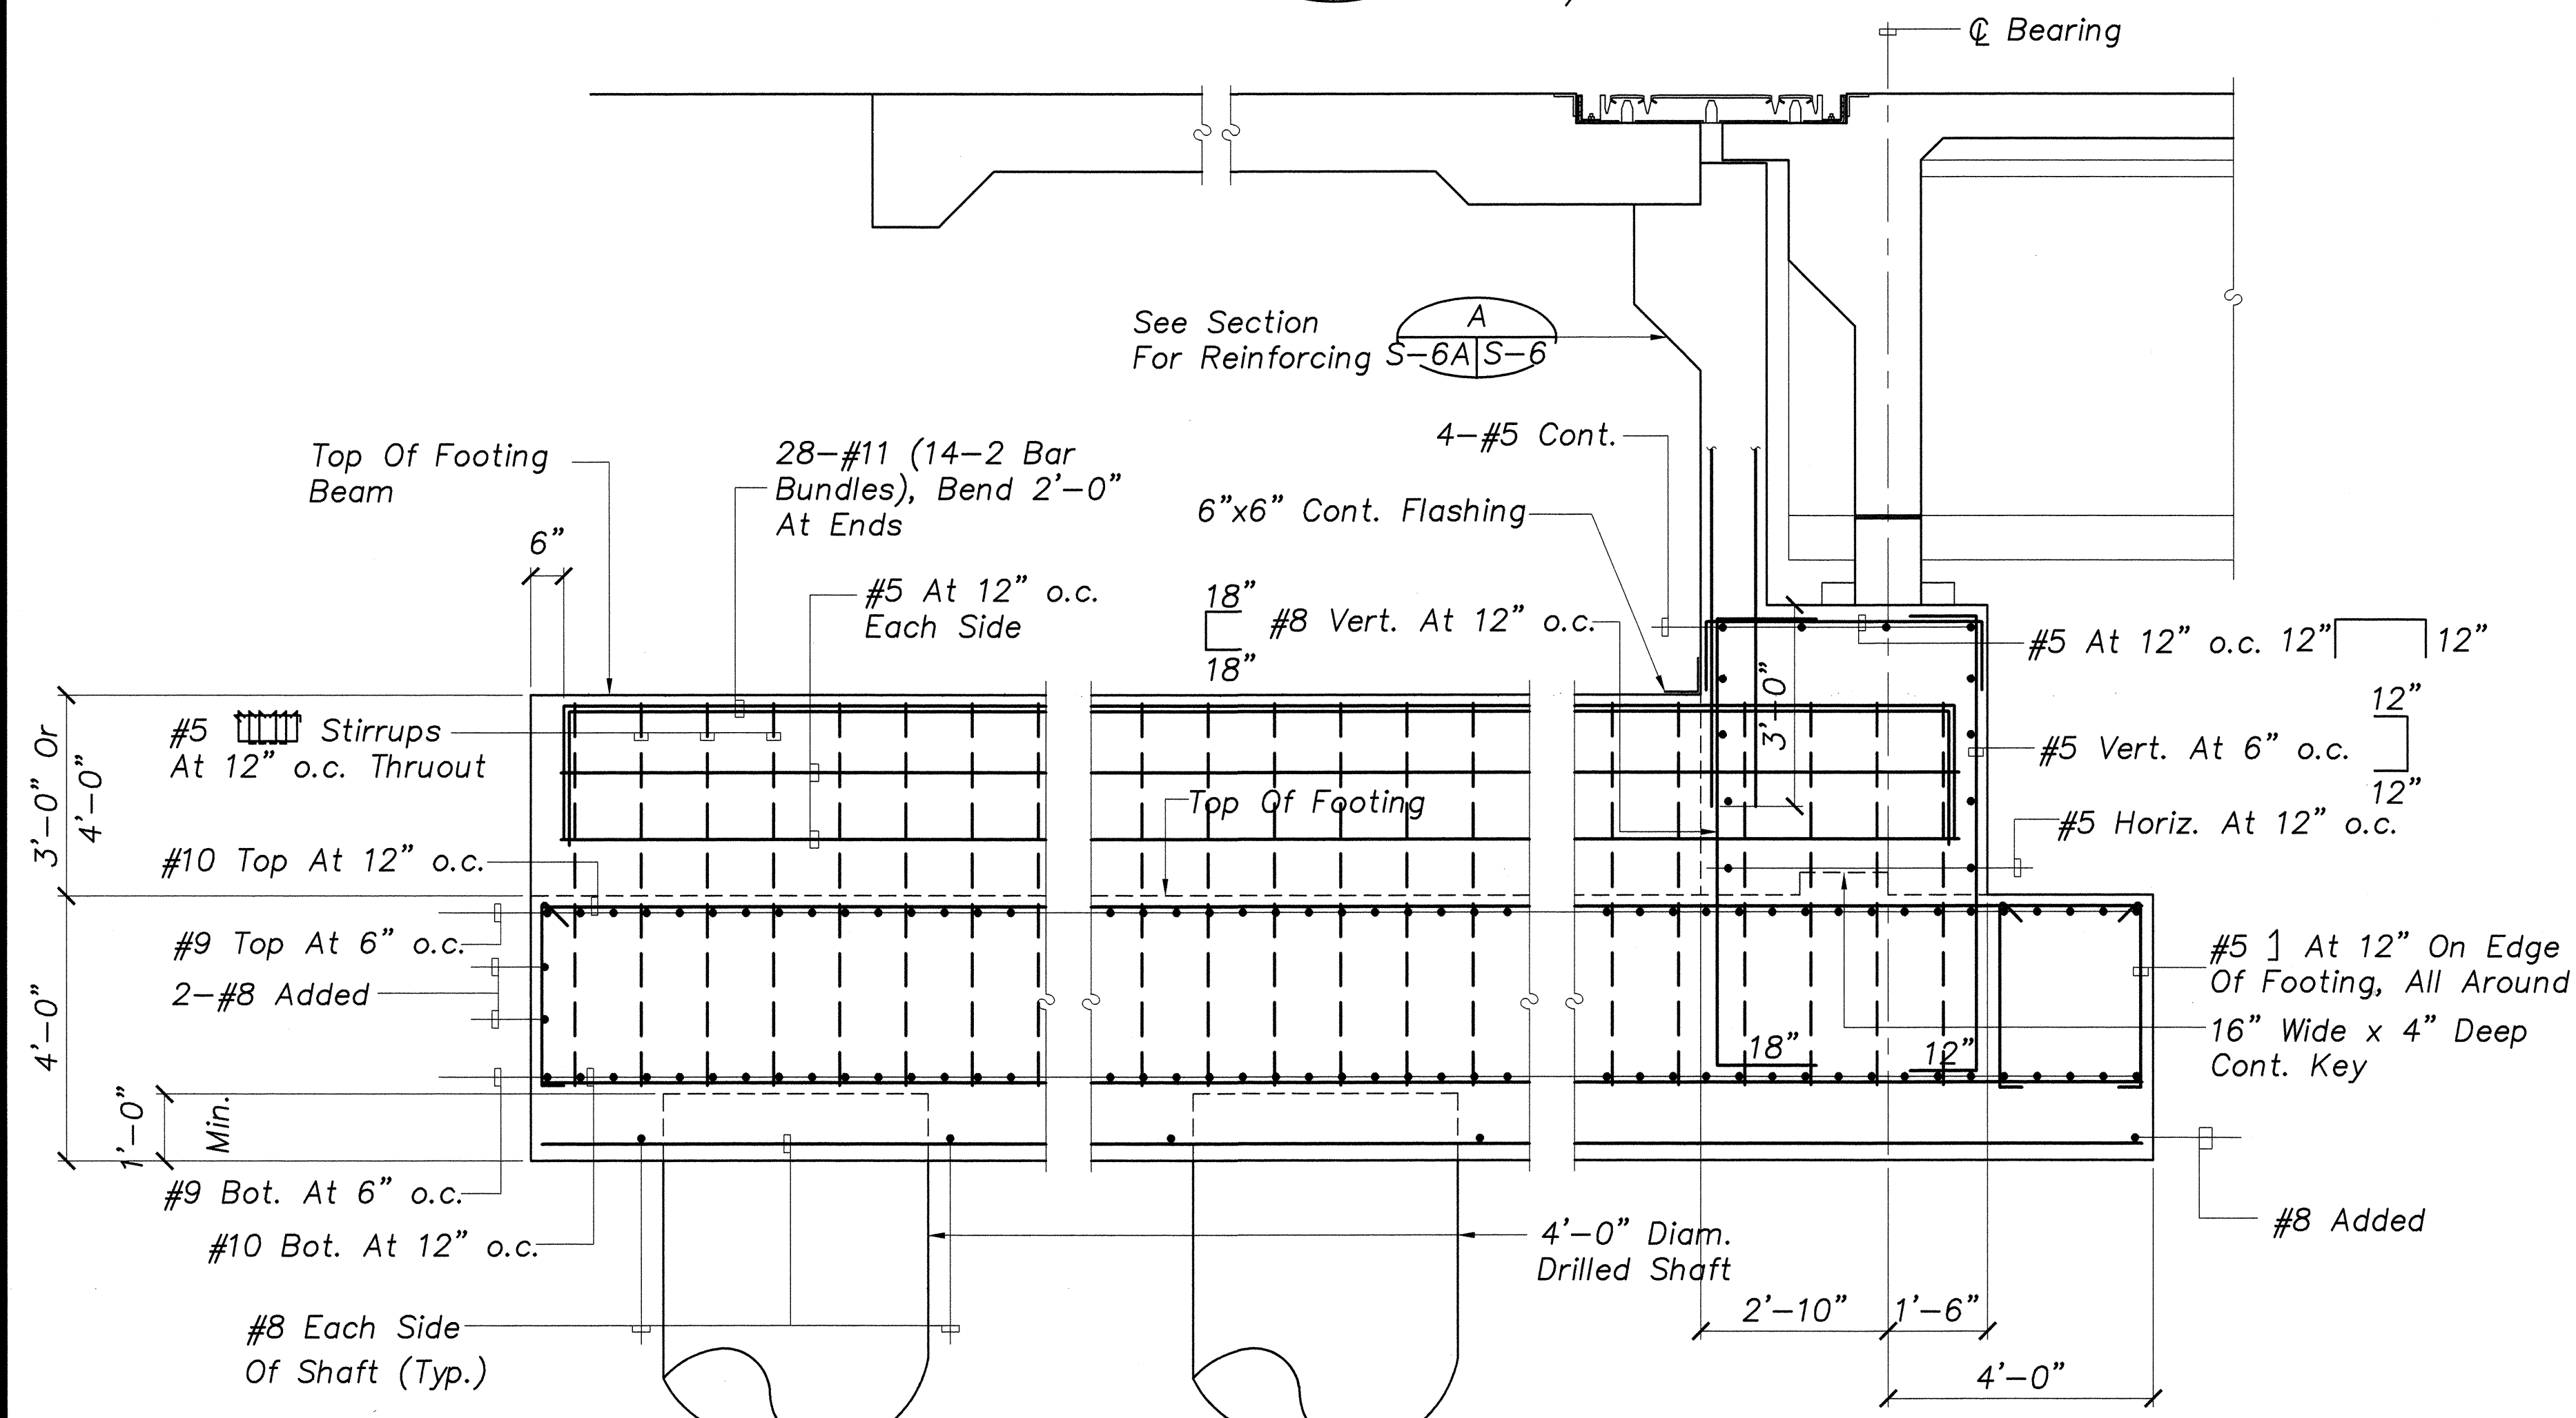 ℄ Bearing
See Section
For Reinforcing
A
S-6A S-6
4-#5 Cont.
Top Of Footing
Beam
28-#11 (14-2 Bar
Bundles), Bend 2'-0"
At Ends
6"x6" Cont. Flashing
6"
#5 At 12" o.c.
Each Side
18"
#8 Vert. At 12" o.c.
18"
#5 At 12" o.c. 12" 12"
3'-0"
12"
#5 Vert. At 6" o.c.
12"
#5 Stirrups
At 12" o.c. Thruout
3'-0" Or
4'-0"
Top Of Footing
#5 Horiz. At 12" o.c.
#10 Top At 12" o.c.
#9 Top At 6" o.c.
2-#8 Added
4'-0"
#5 At 12" On Edge
Of Footing, All Around
16" Wide x 4" Deep
Cont. Key
18"
12"
1'-0"
Min.
#9 Bot. At 6" o.c.
#10 Bot. At 12" o.c.
4'-0" Diam.
Drilled Shaft
#8 Added
#8 Each Side
Of Shaft (Typ.)
2'-10"
1'-6"
4'-0"